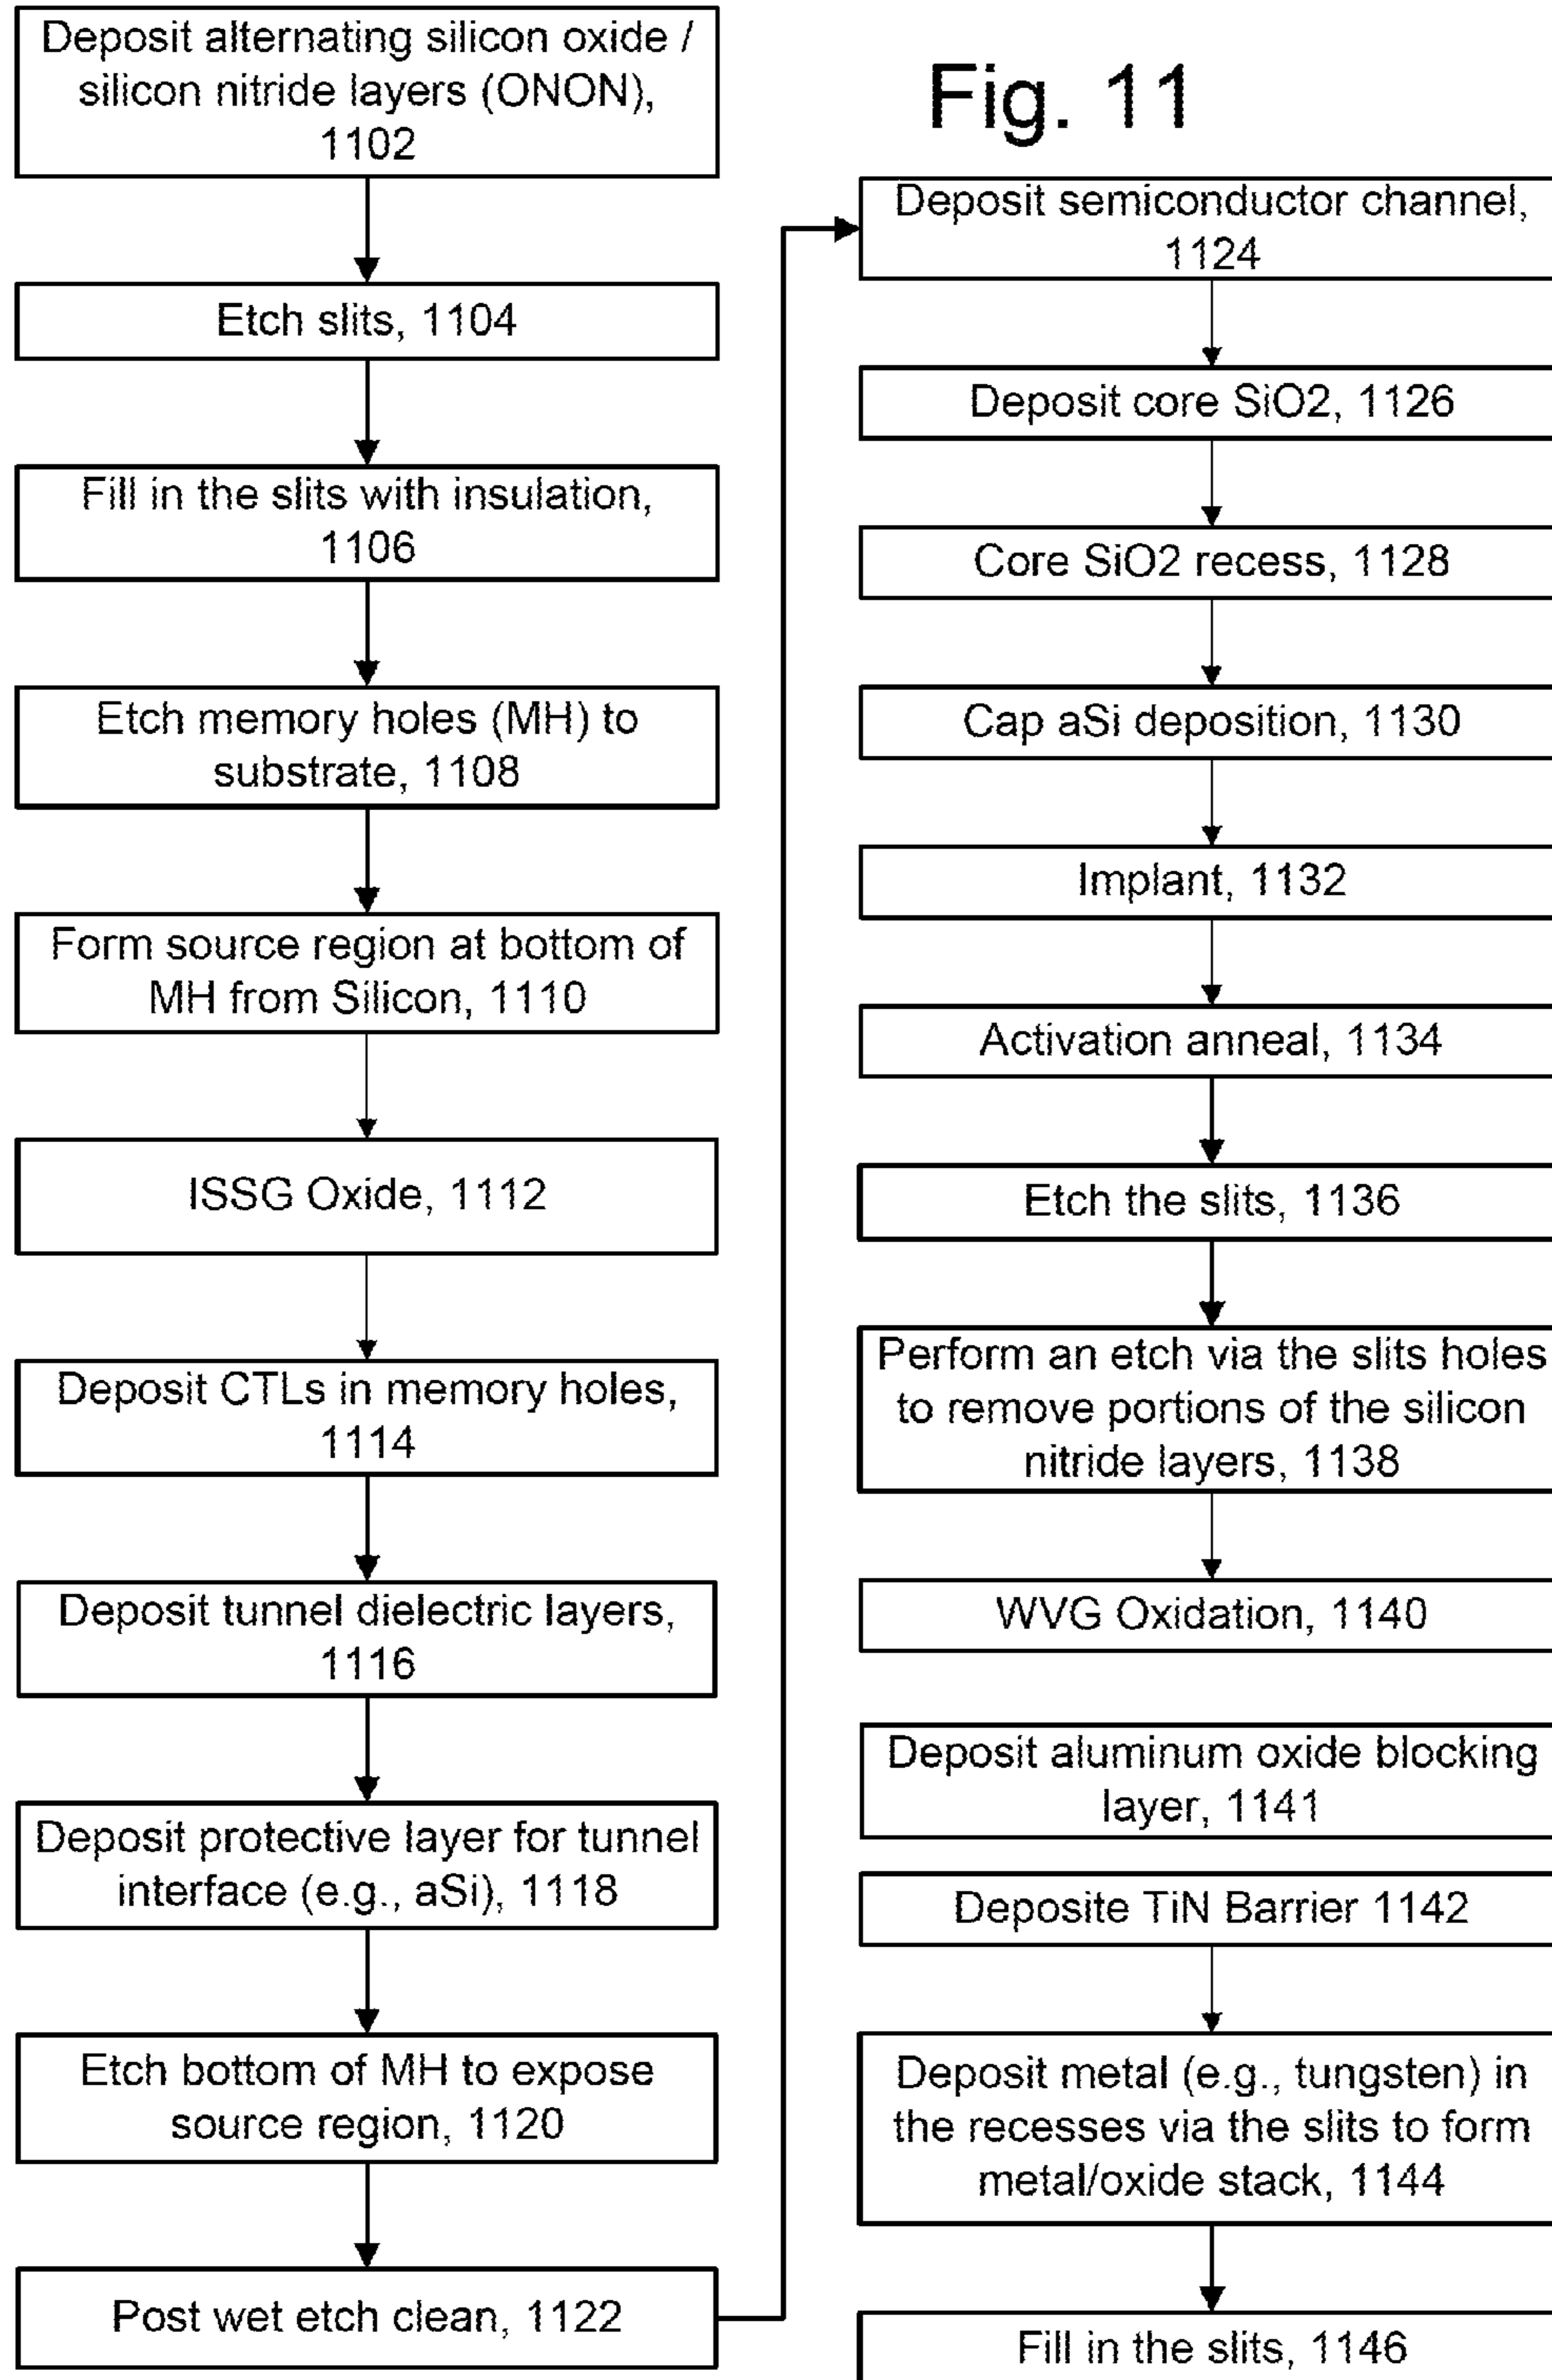 Fig. 11
Deposit alternating silicon oxide /
silicon nitride layers (ONON),
1102
Etch slits, 1104
Fill in the slits with insulation,
1106
Etch memory holes (MH) to
substrate, 1108
Form source region at bottom of
MH from Silicon, 1110
ISSG Oxide, 1112
Deposit CTLs in memory holes,
1114
Deposit tunnel dielectric layers,
1116
Deposit protective layer for tunnel
interface (e.g., aSi), 1118
Etch bottom of MH to expose
source region, 1120
Post wet etch clean, 1122
Deposit semiconductor channel,
1124
Deposit core SiO2, 1126
Core SiO2 recess, 1128
Cap aSi deposition, 1130
Implant, 1132
Activation anneal, 1134
Etch the slits, 1136
Perform an etch via the slits holes
to remove portions of the silicon
nitride layers, 1138
WVG Oxidation, 1140
Deposit aluminum oxide blocking
layer, 1141
Deposite TiN Barrier 1142
Deposit metal (e.g., tungsten) in
the recesses via the slits to form
metal/oxide stack, 1144
Fill in the slits, 1146